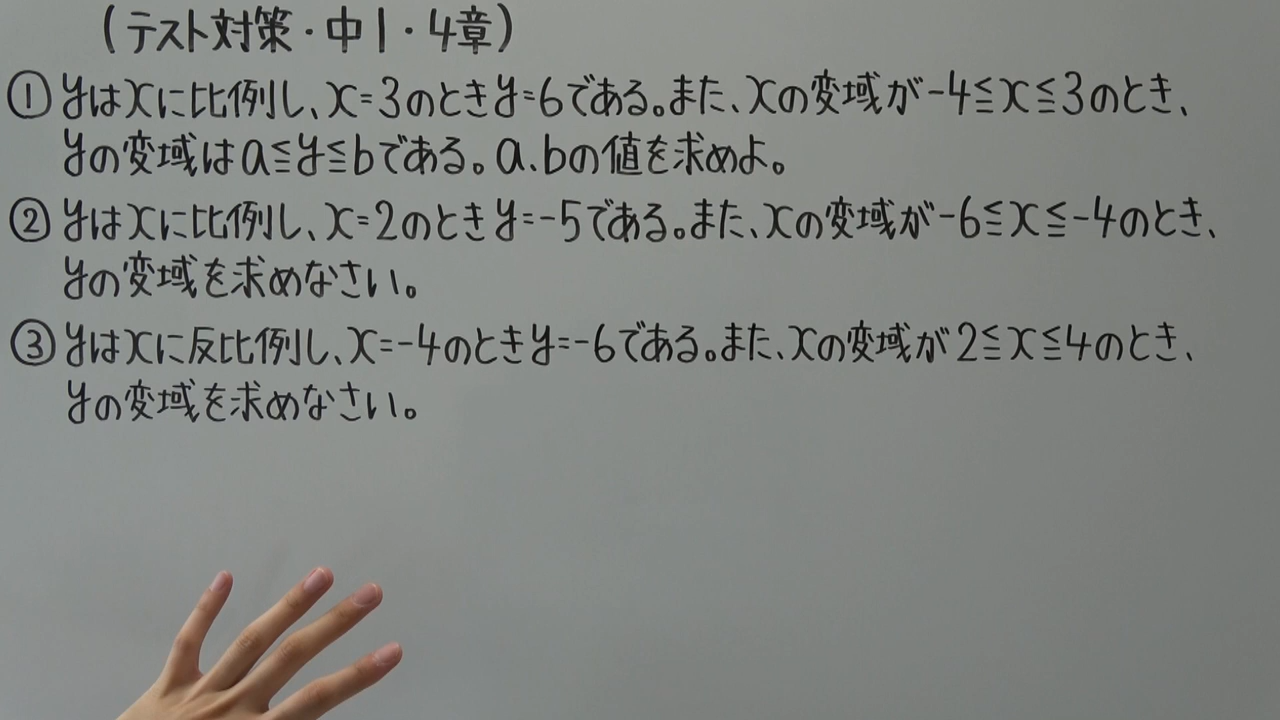 (テスト対策・中1・4章)
①yはxに比例し、x=3のときy=6である。また、xの変域が-4≦x≦3のとき、
yの変域はa≦y≦bである。a.bの値を求めよ。
②yはxに比例し、x=2のときy=-5である。また、xの変域が-6≦x≦-4のとき、
yの変域を求めなさい。
③yはxに反比例し、x=-4のときy=-6である。また、xの変域が2≦x≦4のとき、
yの変域を求めなさい。